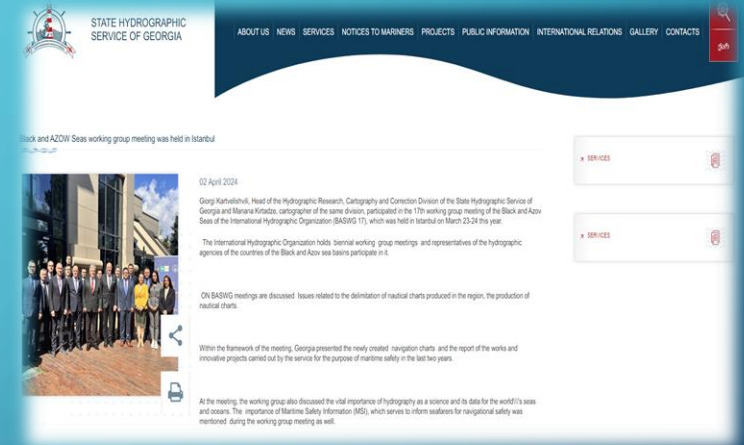 STATE HYDROGRAPHIC
SERVICE OF GEORGIA
ABOUT US NEWS SERVICES NOTICES TO MARINERS PROJECTS PUBLIC INFORMATION INTERNATIONAL RELATIONS GALLERY CONTACTS
ქარ
Black and AZOW Seas working group meeting was held in Istanbul
02 April 2024
Giorgi Kartvelishvili, Head of the Hydrographic Research, Cartography and Correction Division of the State Hydrographic Service of
Georgia and Manana Kirtadze, cartographer of the same division, participated in the 17th working group meeting of the Black and Azov
Seas of the International Hydrographic Organization (BASWG 17), which was held in Istanbul on March 23-24 this year.
The International Hydrographic Organization holds biennial working group meetings and representatives of the hydrographic
agencies of the countries of the Black and Azov sea basins participate in it.
ON BASWG meetings are discussed Issues related to the delimitation of nautical charts produced in the region, the production of
nautical charts.
Within the framework of the meeting, Georgia presented the newly created navigation charts and the report of the works and
innovative projects carried out by the service for the purpose of maritime safety in the last two years.
At the meeting, the working group also discussed the vital importance of hydrography as a science and its data for the world\\\'s seas
and oceans. The importance of Maritime Safety Information (MSI), which serves to inform seafarers for navigational safety was
mentioned during the working group meeting as well.
SERVICES
SERVICES